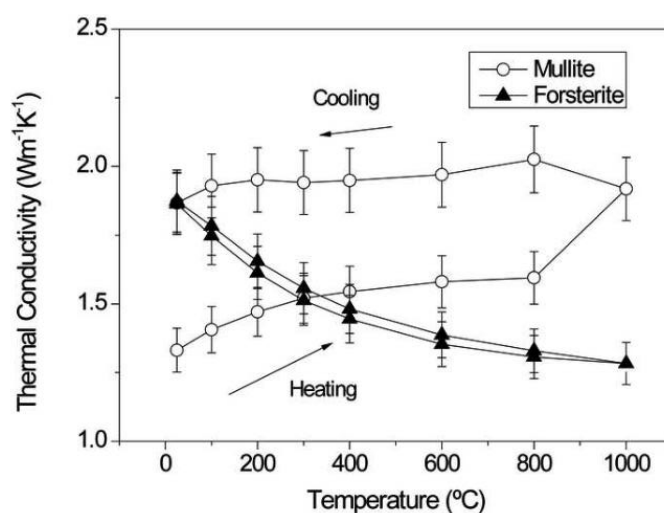 2.5
2.0
1.5
1.0
Thermal Conductivity (Wm⁻¹K⁻¹)
Mullite
Forsterite
Cooling
Heating
0 200 400 600 800 1000
Temperature (ºC)